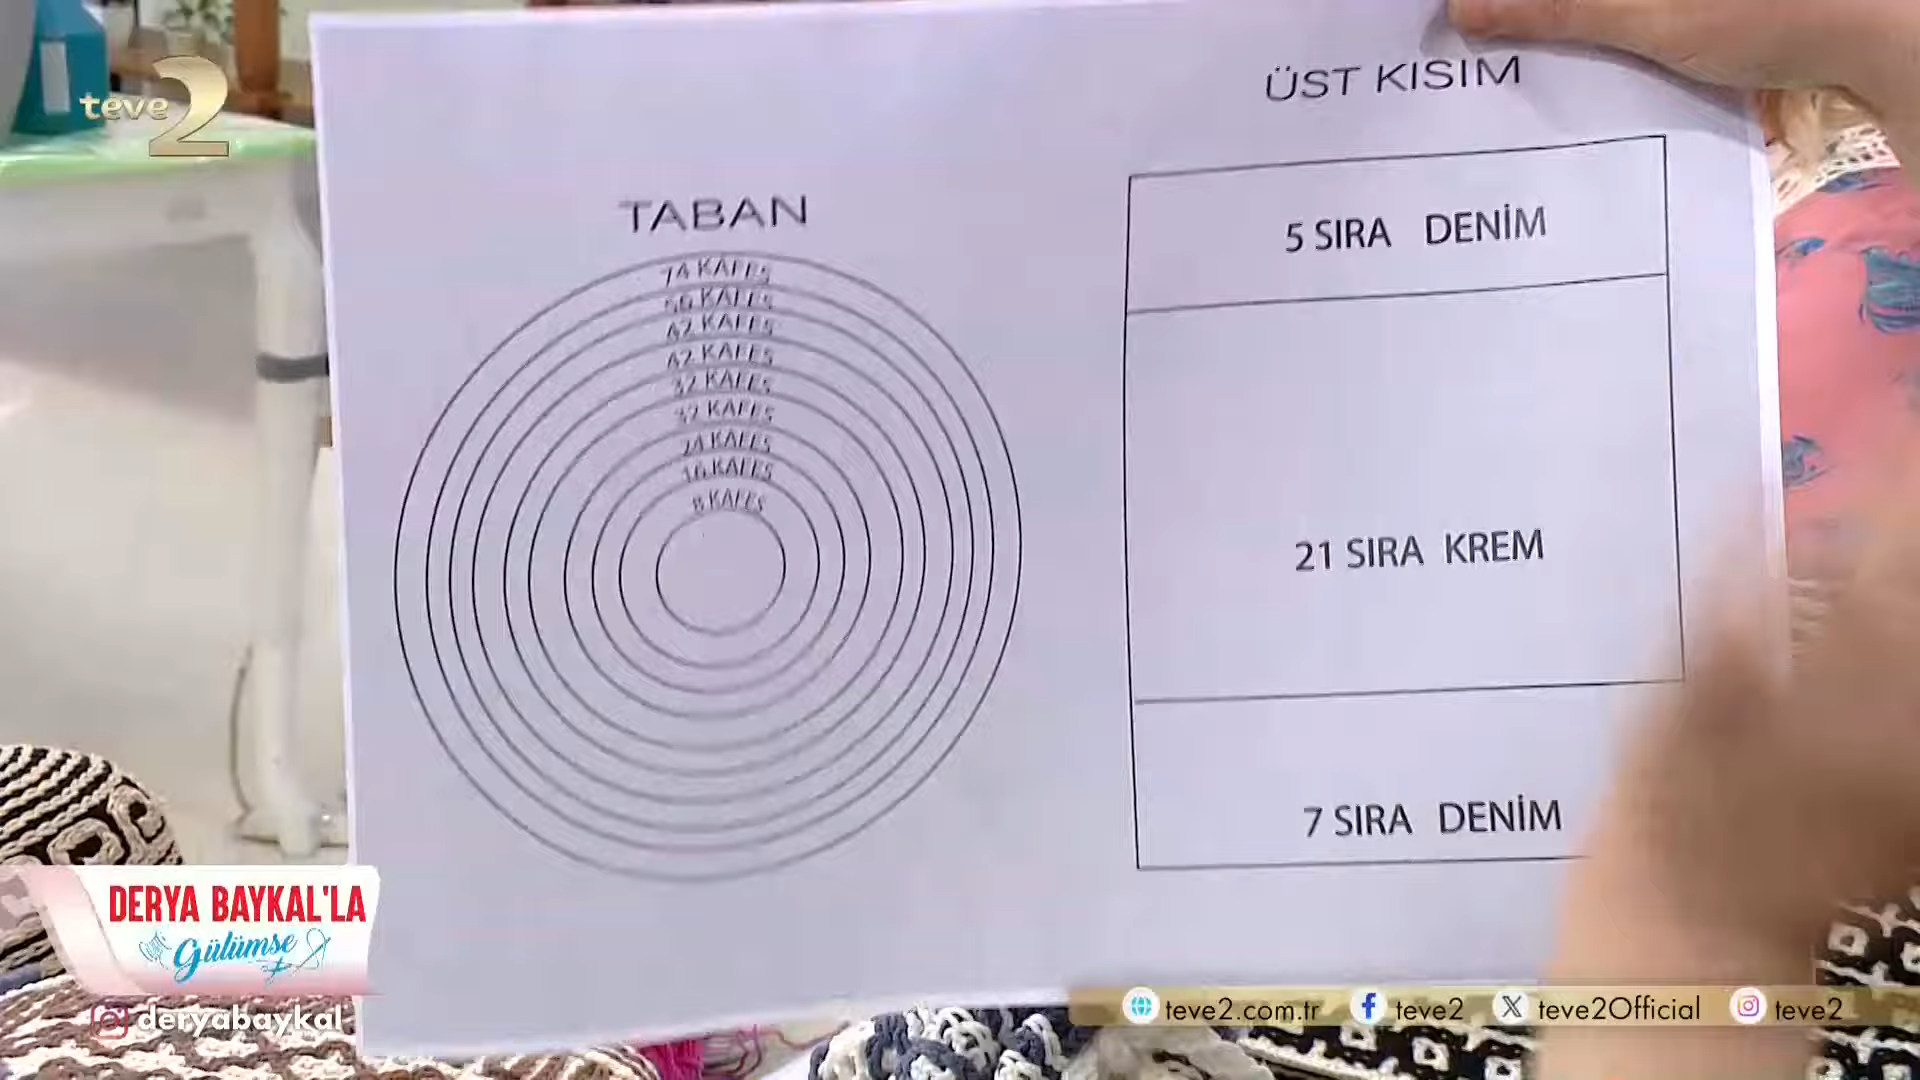 teve2
TABAN
74 KAFES
56 KAFES
42 KAFES
42 KAFES
32 KAFES
32 KAFES
24 KAFES
16 KAFES
8 KAFES
ÜST KISIM
5 SIRA DENİM
21 SIRA KREM
7 SIRA DENİM
DERYA BAYKAL'LA
Gülümse
deryabaykal
teve2.com.tr
teve2
teve2Official
teve2